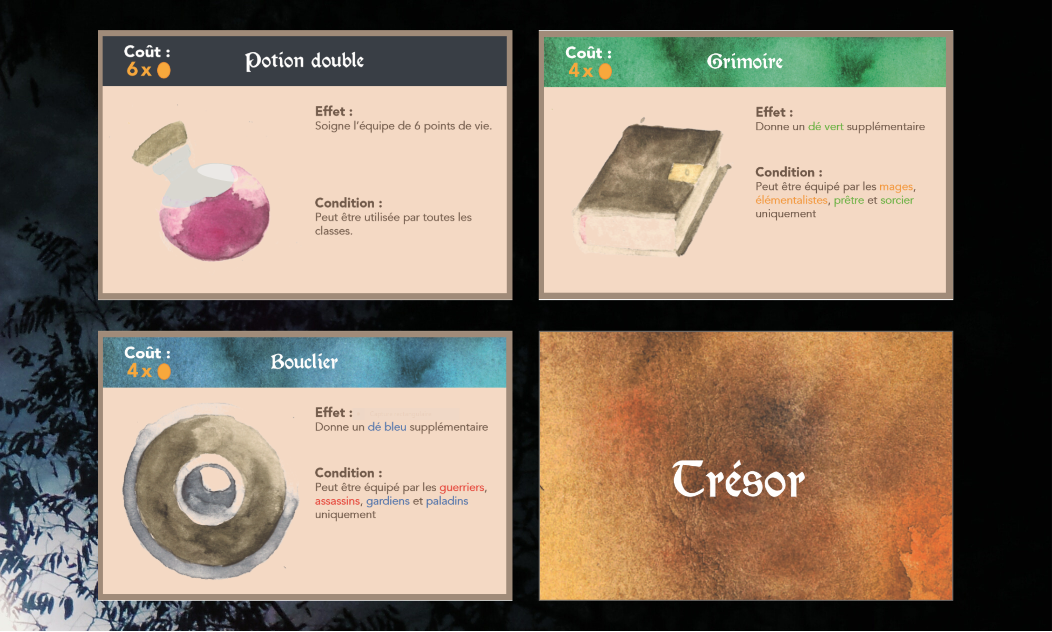 Coût :
6 x
Potion double
Effet :
Soigne l'équipe de 6 points de vie.
Condition :
Peut être utilisée par toutes les
classes.
Coût :
4 x
Grimoire
Effet :
Donne un dé vert supplémentaire
Condition :
Peut être équipé par les mages,
élémentalistes, prêtre et sorcier
uniquement
Coût :
4 x
Bouclier
Effet :
Donne un dé bleu supplémentaire
Condition :
Peut être équipé par les guerriers,
assassins, gardiens et paladins
uniquement
Trésor